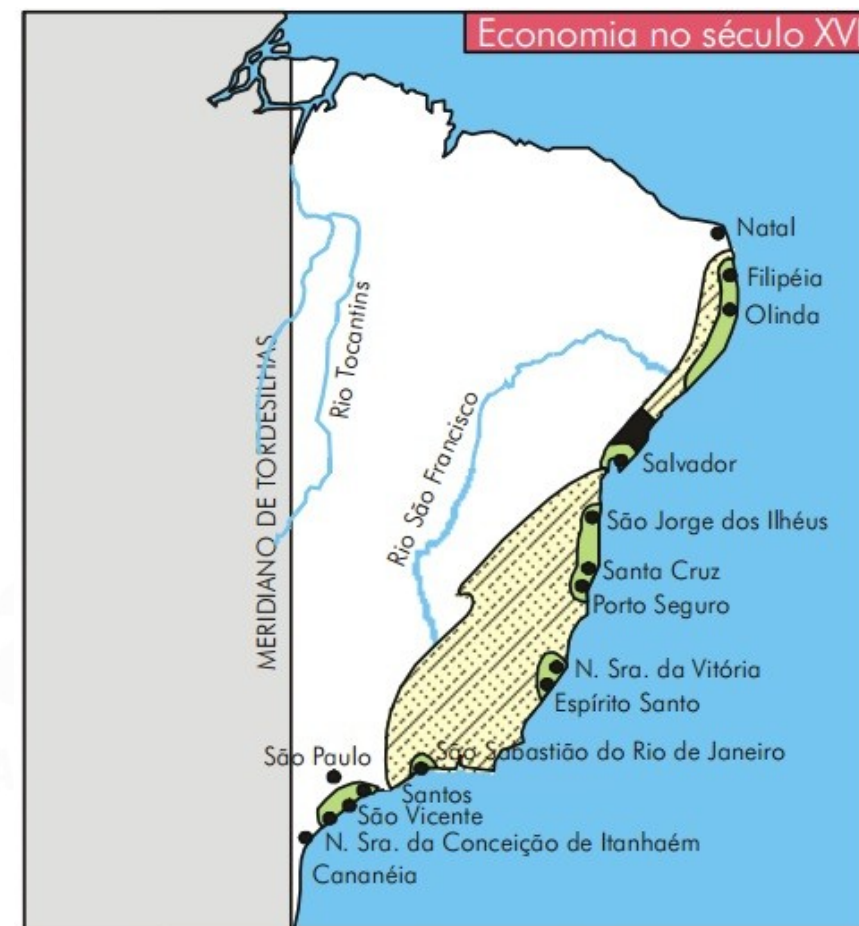 Economia no século XVI
Natal
Filipéia
Olinda
MERIDIANO DE TORDESILHAS
Rio Tocantins
Rio São Francisco
Salvador
São Jorge dos Ilhéus
Santa Cruz
Porto Seguro
N. Sra. da Vitória
Espírito Santo
São Sabastião do Rio de Janeiro
São Paulo
Santos
São Vicente
N. Sra. da Conceição de Itanhaém
Cananéia